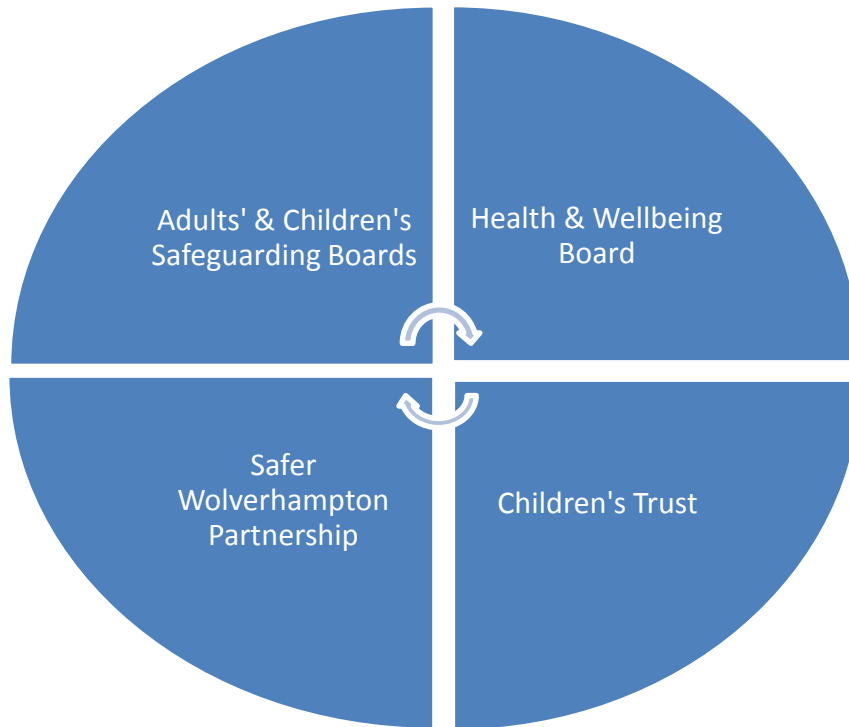 Adults' & Children's
Safeguarding Boards
Health & Wellbeing
Board
Safer
Wolverhampton
Partnership
Children's Trust